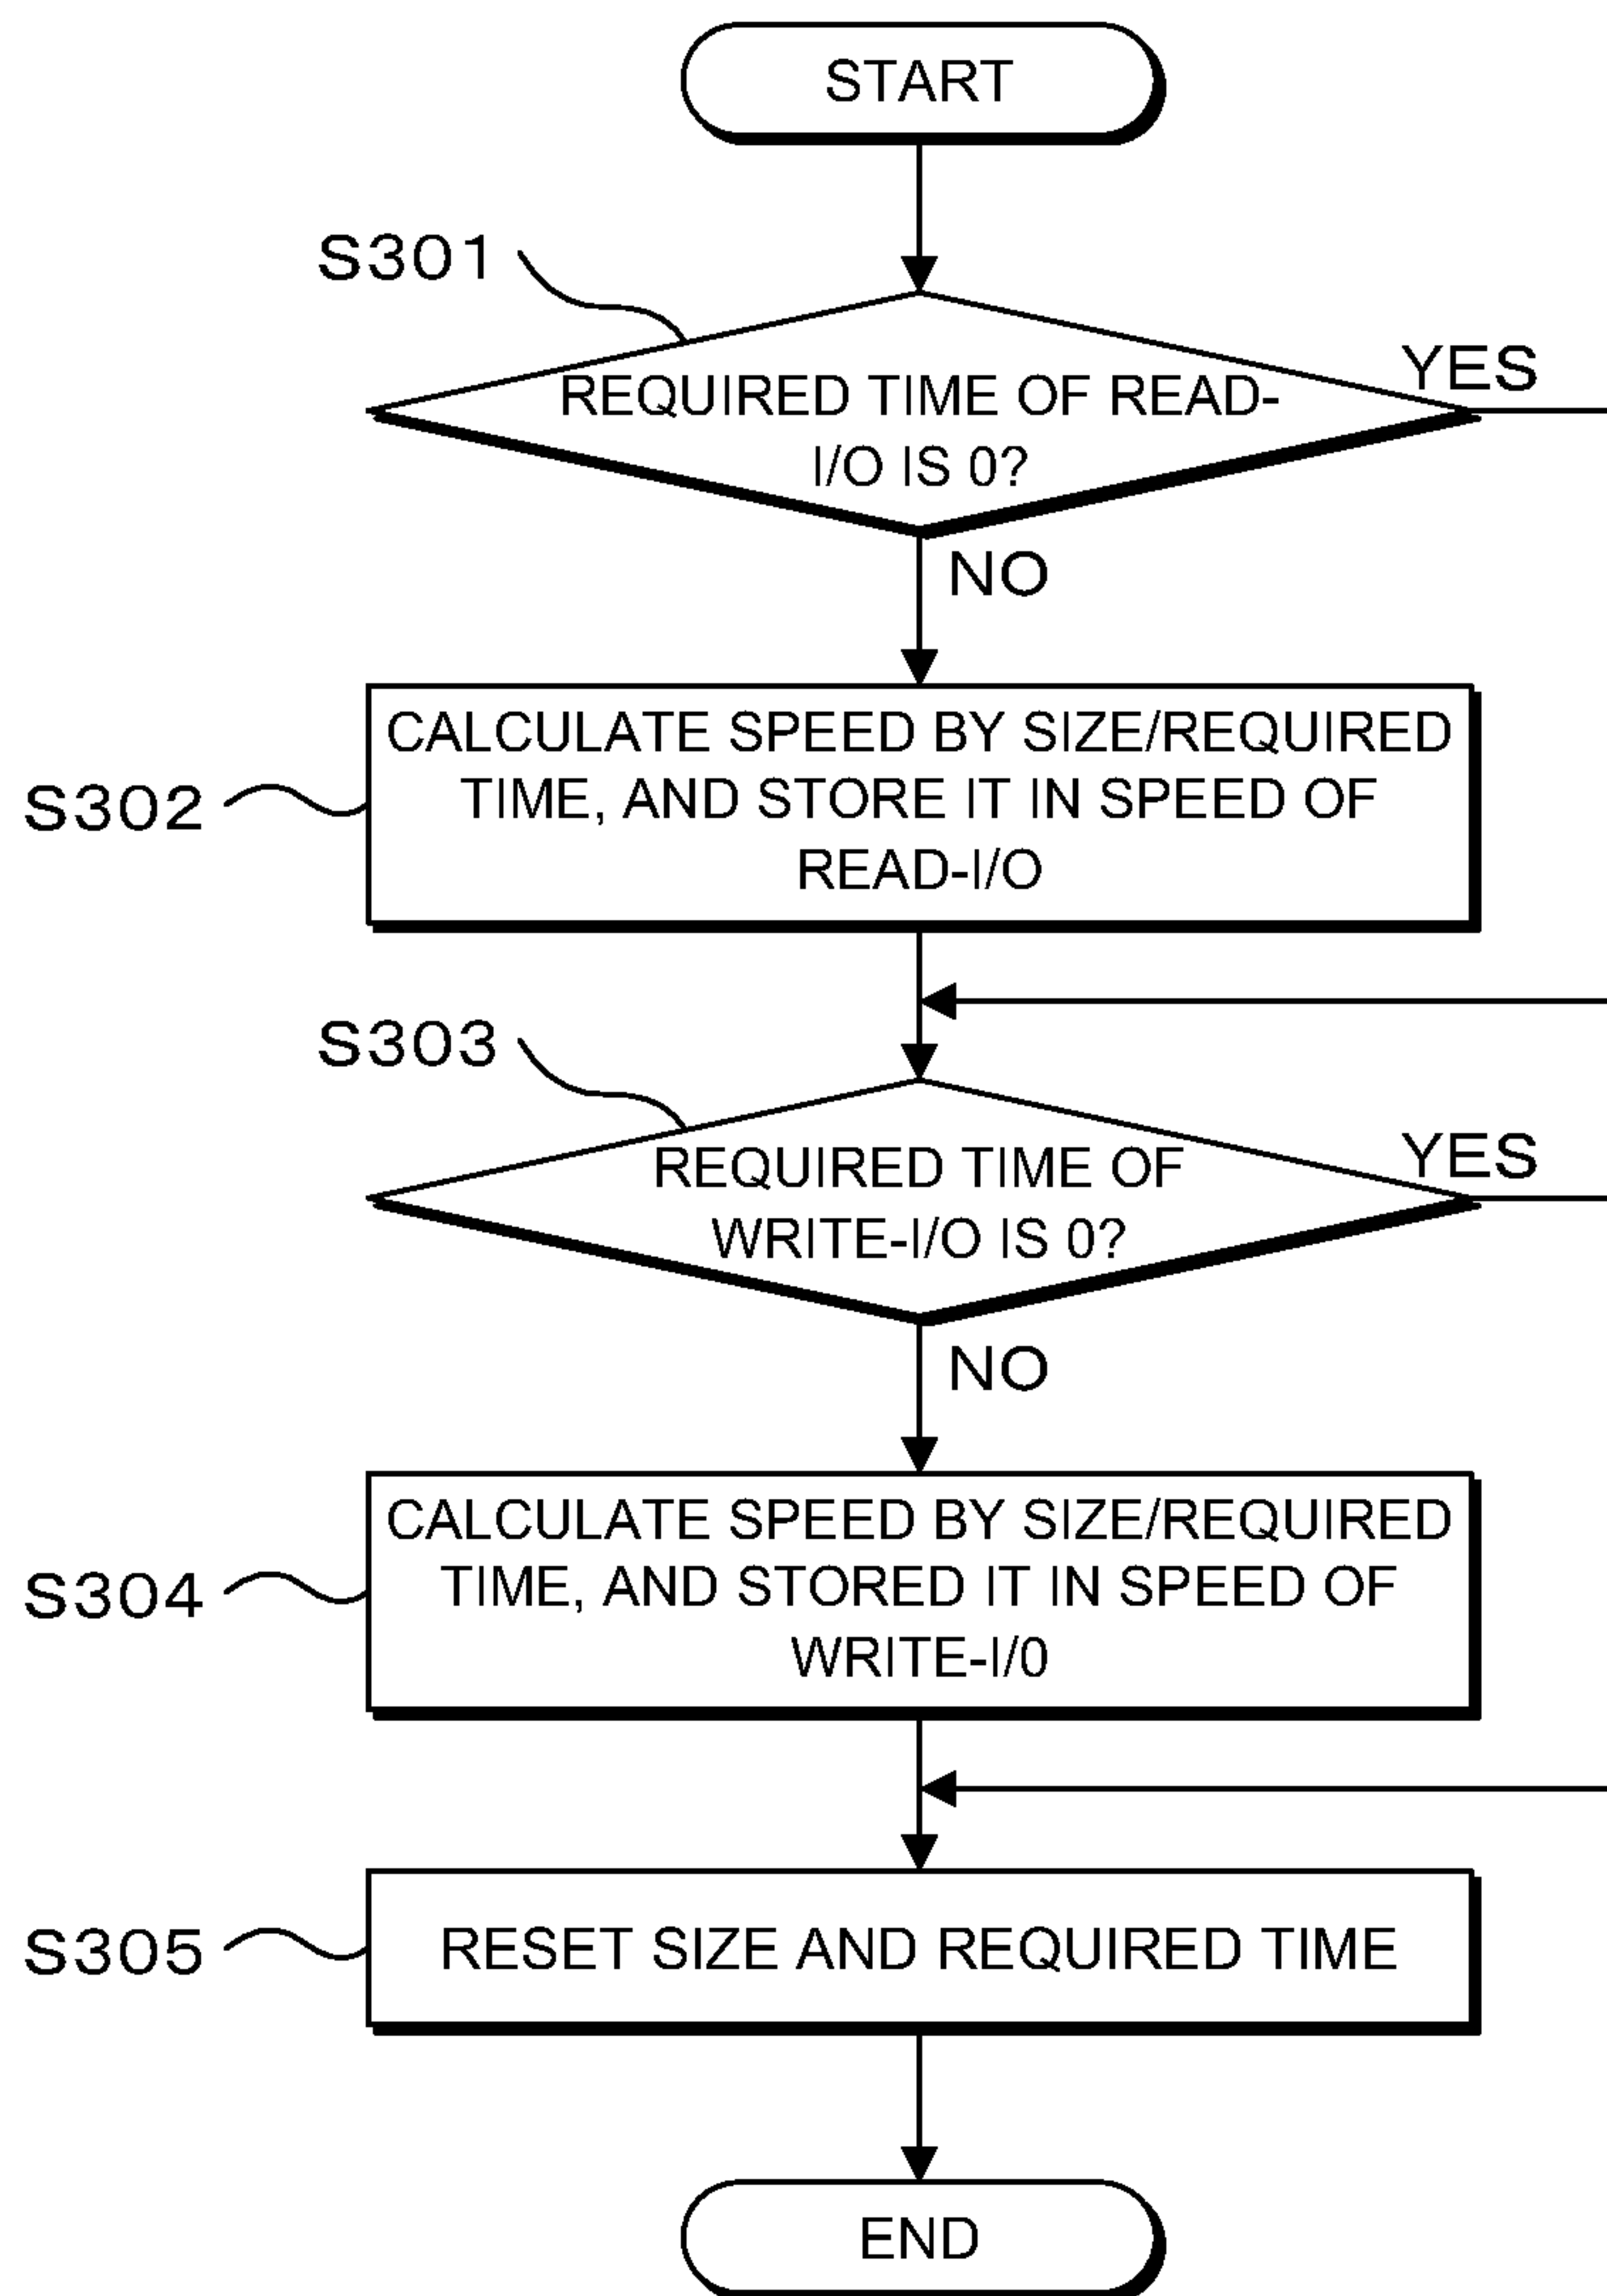 START
S301
YES
REQUIRED TIME OF READ-
I/O IS 0?
NO
CALCULATE SPEED BY SIZE/REQUIRED
S302
TIME, AND STORE IT IN SPEED OF
READ-I/O
S303
YES
REQUIRED TIME OF
WRITE-I/O IS 0?
NO
CALCULATE SPEED BY SIZE/REQUIRED
S304
TIME, AND STORED IT IN SPEED OF
WRITE-I/0
S305
RESET SIZE AND REQUIRED TIME
END